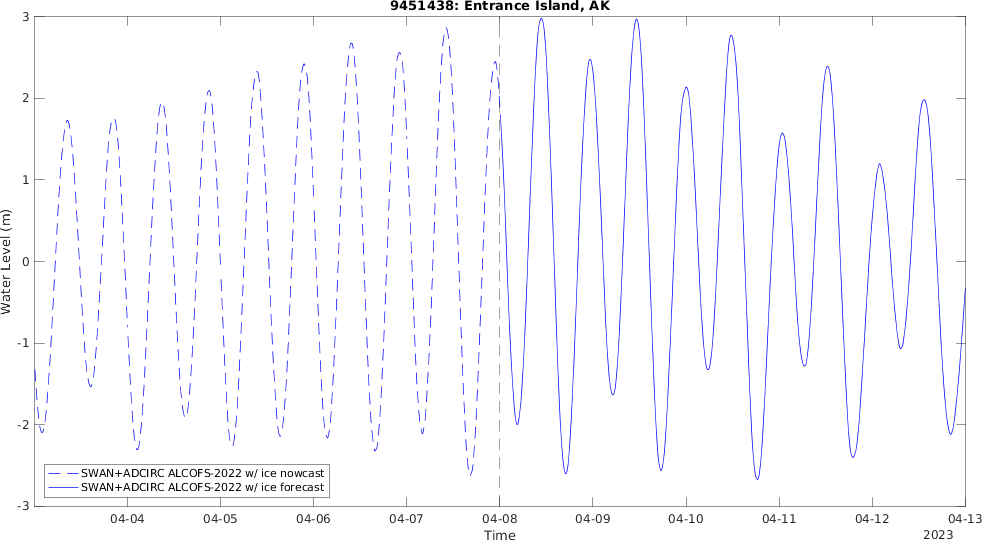 9451438: Entrance Island, AK
3
2
1
0
-1
-2
-3
Water Level (m)
SWAN+ADCIRC ALCOFS-2022 w/ ice nowcast
SWAN+ADCIRC ALCOFS-2022 w/ ice forecast
04-04 04-05 04-06 04-07 04-08 04-09 04-10 04-11 04-12 04-13
Time
2023